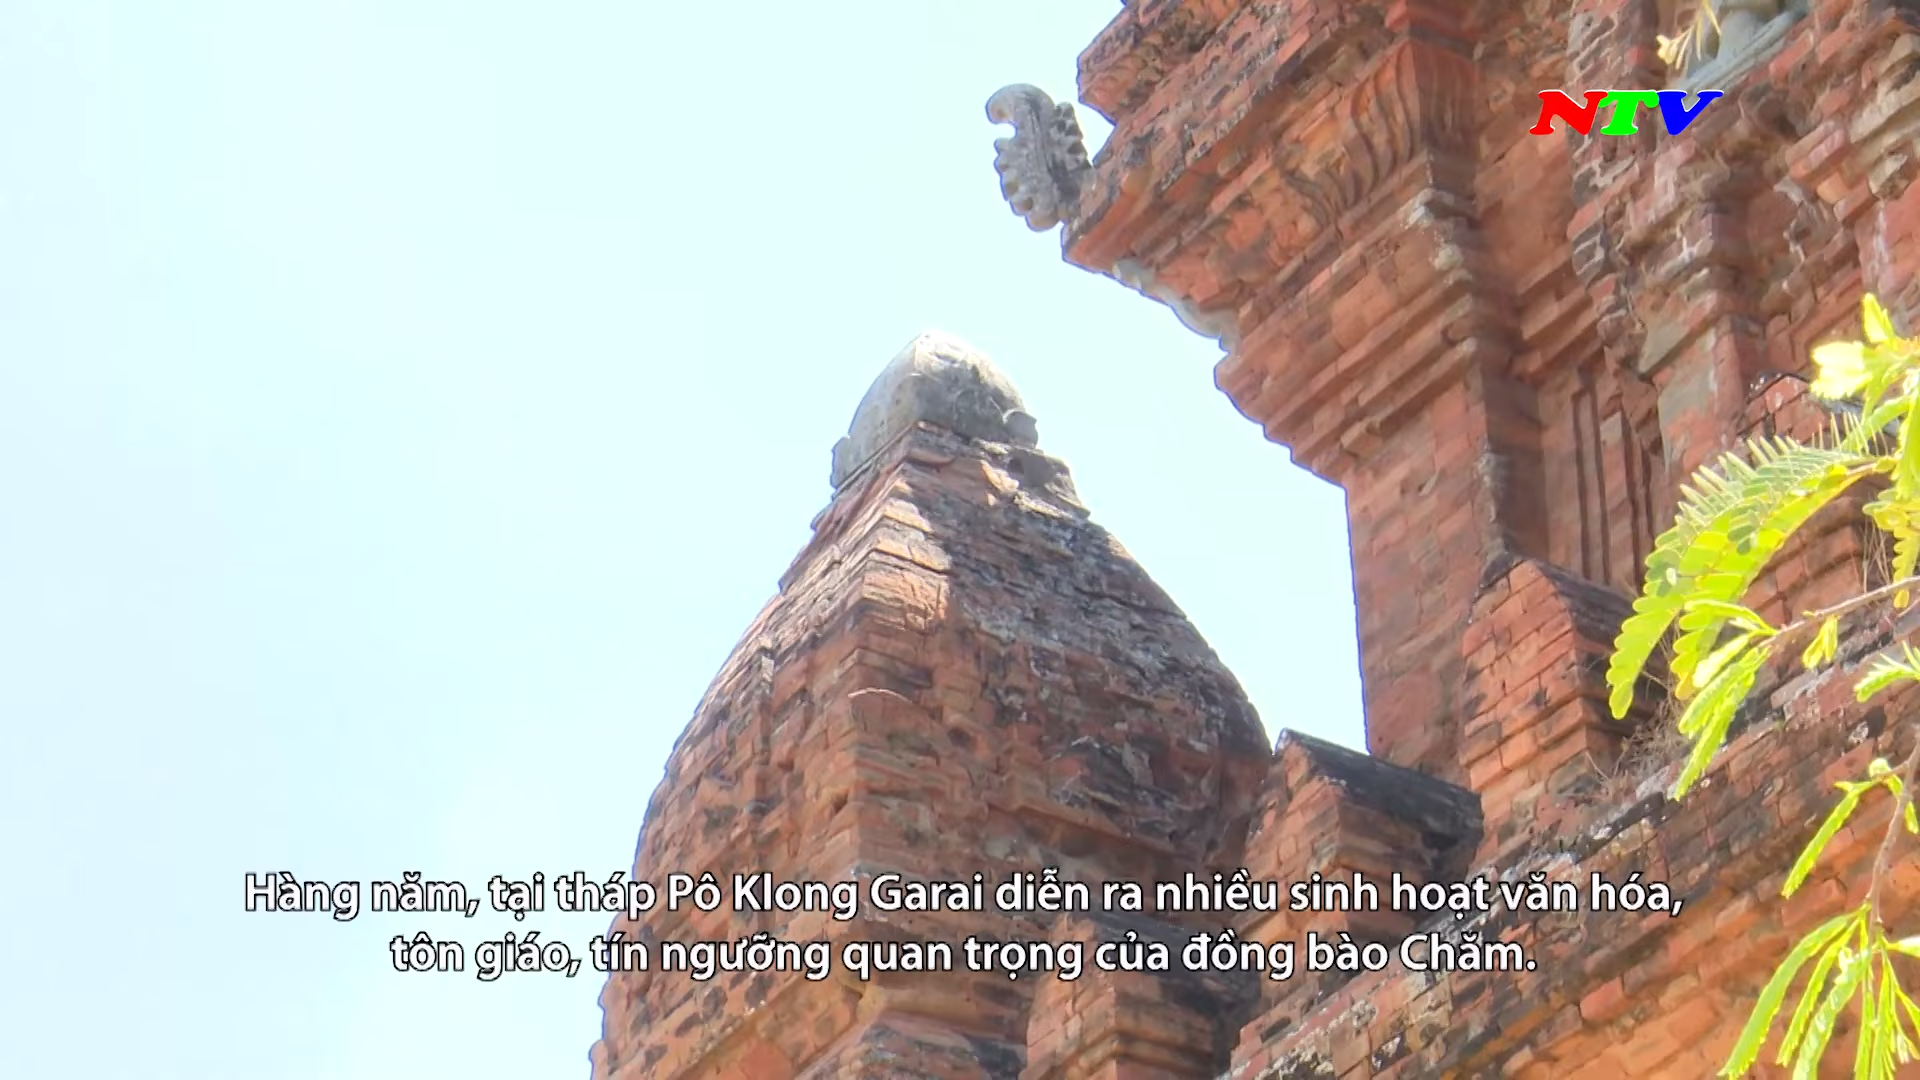 NTV
Hàng năm, tại tháp Pô Klong Garai diễn ra nhiều sinh hoạt văn hóa,
tôn giáo, tín ngưỡng quan trọng của đồng bào Chăm.